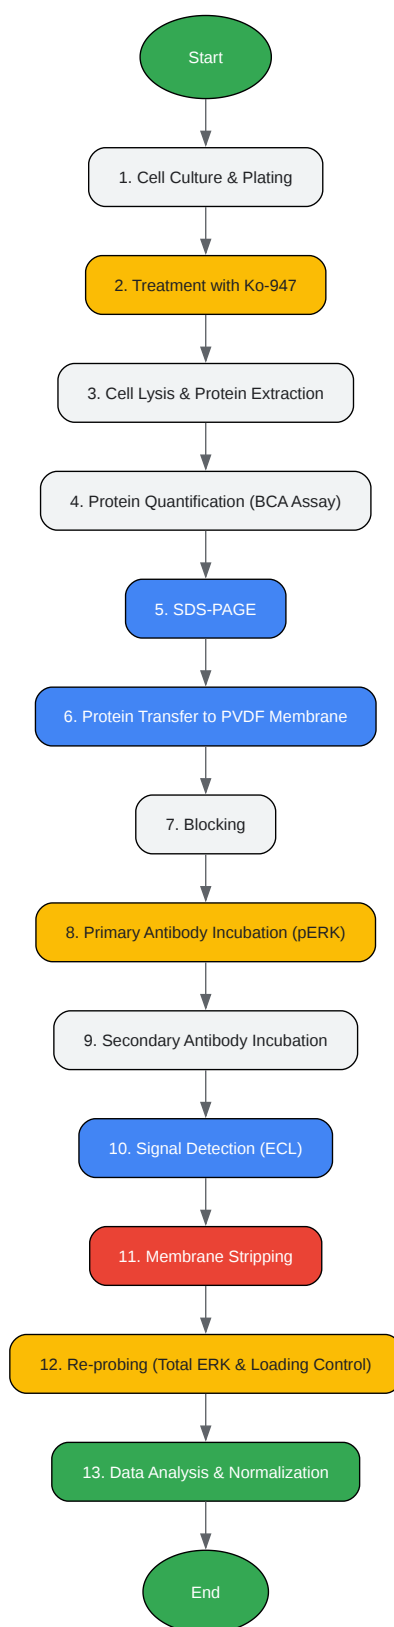 Start
1. Cell Culture & Plating
2. Treatment with Ko-947
3. Cell Lysis & Protein Extraction
4. Protein Quantification (BCA Assay)
5. SDS-PAGE
6. Protein Transfer to PVDF Membrane
7. Blocking
8. Primary Antibody Incubation (pERK)
9. Secondary Antibody Incubation
10. Signal Detection (ECL)
11. Membrane Stripping
12. Re-probing (Total ERK & Loading Control)
13. Data Analysis & Normalization
End